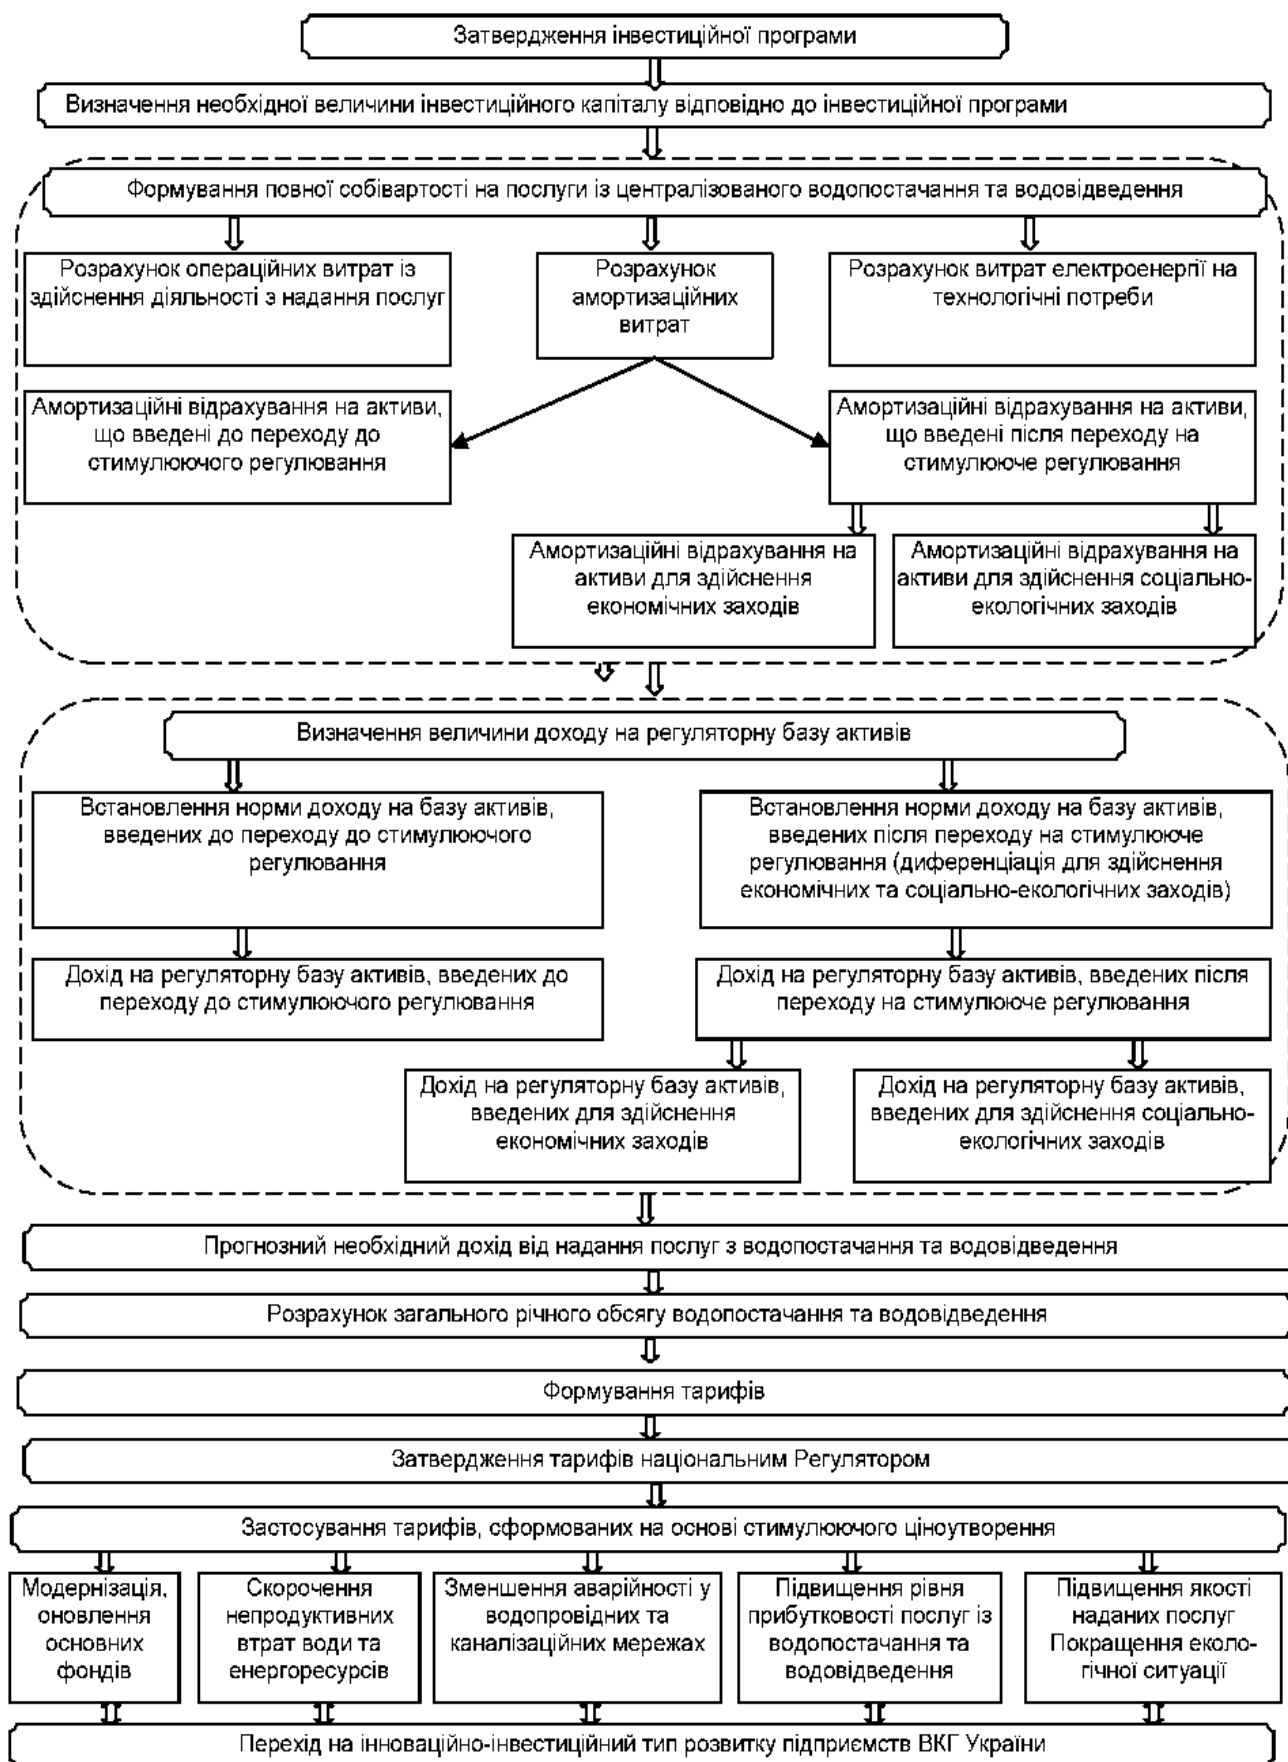 Затвердження інвестиційної програми
Визначення необхідної величини інвестиційного капіталу відповідно до інвестиційної програми
Формування повної собівартості на послуги із централізованого водопостачання та водовідведення
Розрахунок операційних витрат із
здійснення діяльності з надання послуг
Розрахунок
амортизаційних
витрат
Розрахунок витрат електроенергії на
технологічні потреби
Амортизаційні відрахування на активи,
що введені до переходу до
стимулюючого регулювання
Амортизаційні відрахування на активи,
що введені після переходу на
стимулююче регулювання
Амортизаційні відрахування на
активи для здійснення
економічних заходів
Амортизаційні відрахування на
активи для здійснення соціально-
екологічних заходів
Визначення величини доходу на регуляторну базу активів
Встановлення норми доходу на базу активів,
введених до переходу до стимулюючого
регулювання
Встановлення норми доходу на базу активів,
введених після переходу на стимулююче
регулювання (диференціація для здійснення
економічних та соціально-екологічних заходів)
Дохід на регуляторну базу активів, введених до
переходу до стимулюючого регулювання
Дохід на регуляторну базу активів, введених після
переходу на стимулююче регулювання
Дохід на регуляторну базу активів,
введених для здійснення
економічних заходів
Дохід на регуляторну базу активів,
введених для здійснення соціально-
екологічних заходів
Прогнозний необхідний дохід від надання послуг з водопостачання та водовідведення
Розрахунок загального річного обсягу водопостачання та водовідведення
Формування тарифів
Затвердження тарифів національним Регулятором
Застосування тарифів, сформованих на основі стимулюючого ціноутворення
Модернізація,
оновлення
основних
фондів
Скорочення
непродуктивних
втрат води та
енергоресурсів
Зменшення аварійності у
водопровідних та
каналізаційних мережах
Підвищення рівня
прибутковості послуг із
водопостачання та
водовідведення
Підвищення якості
наданих послуг
Покращення еколо-
гічної ситуації
Перехід на інноваційно-інвестиційний тип розвитку підприємств ВКГ України